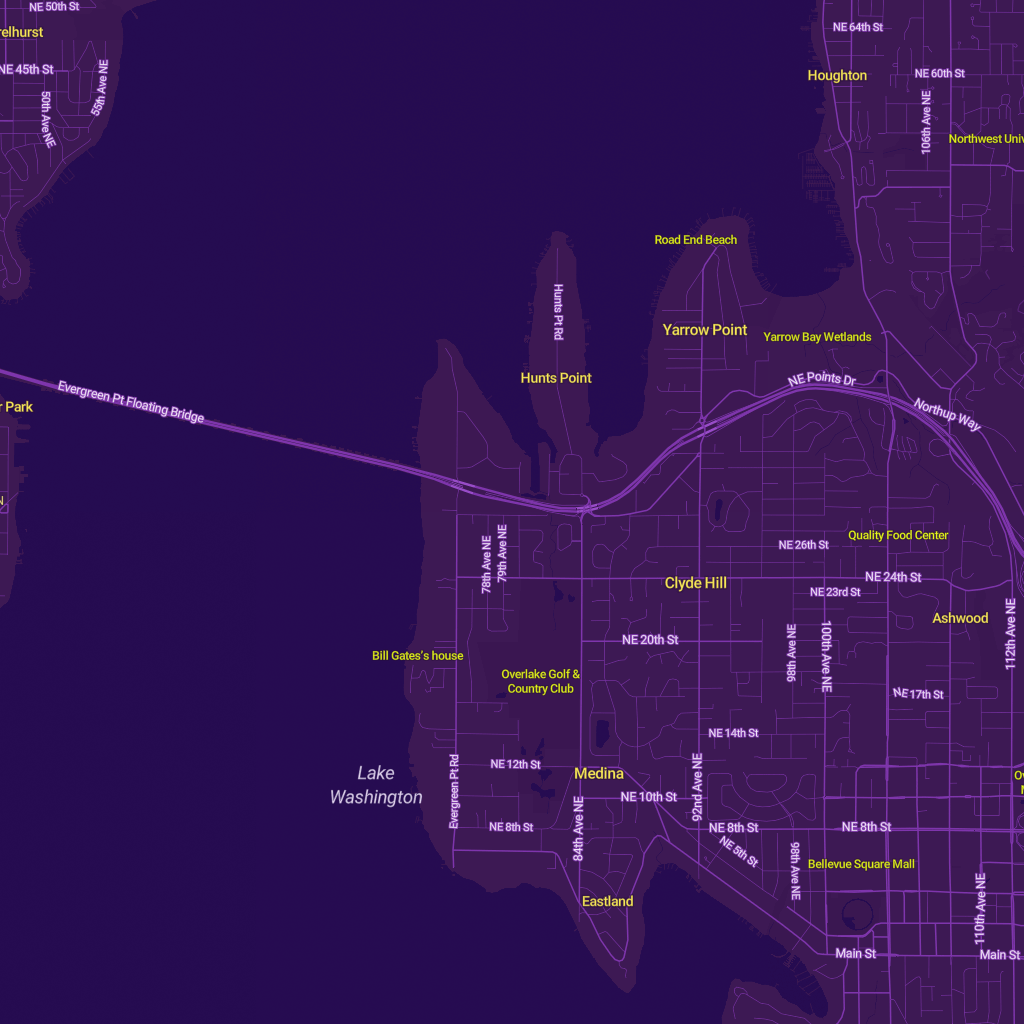 NE 50th St
NE 64th St
NE 45th St
55th Ave NE
50th Ave NE
Houghton
NE 60th St
106th Ave NE
Road End Beach
Hunts Pt Rd
Yarrow Point
Yarrow Bay Wetlands
Hunts Point
NE Points Dr
Evergreen Pt Floating Bridge
Park
Northup Way
78th Ave NE
79th Ave NE
Quality Food Center
NE 26th St
NE 24th St
Clyde Hill
NE 23rd St
Ashwood
112th Ave NE
NE 20th St
98th Ave NE
100th Ave NE
Bill Gates's house
Overlake Golf &
Country Club
NE 17th St
NE 14th St
Lake
Washington
Evergreen Pt Rd
NE 12th St
Medina
92nd Ave NE
NE 10th St
84th Ave NE
NE 8th St
NE 8th St
NE 8th St
NE 5th St
98th Ave NE
Bellevue Square Mall
Eastland
110th Ave NE
Main St
Main St